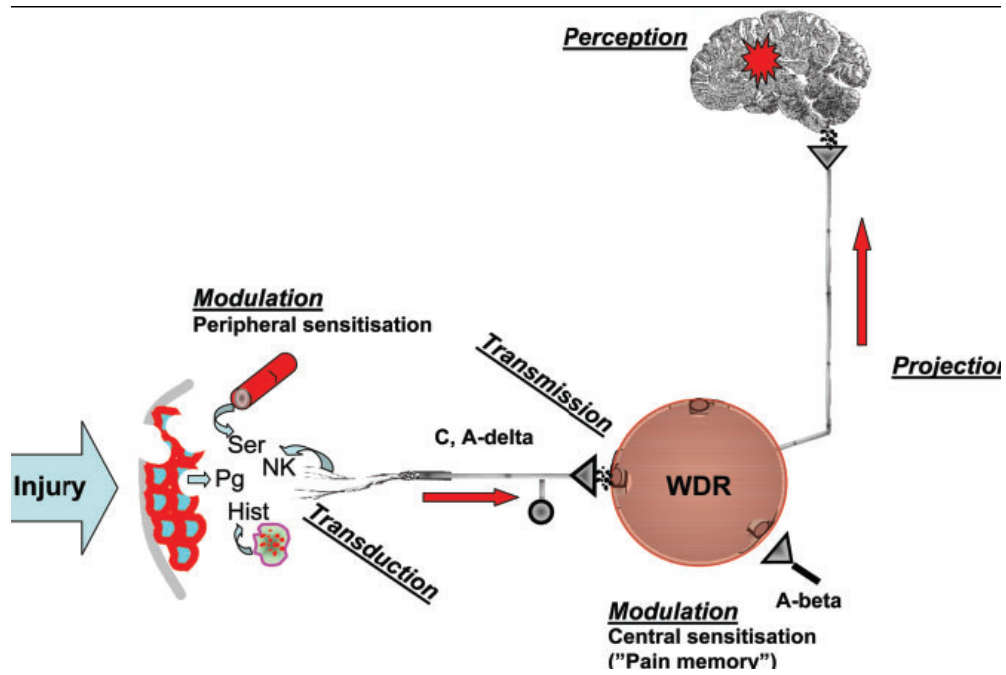 Perception
Modulation
Peripheral sensitisation
Transmission
Projection
C, A-delta
Ser
NK
Injury
Pg
WDR
Hist
Transduction
A-beta
Modulation
Central sensitisation
(”Pain memory”)